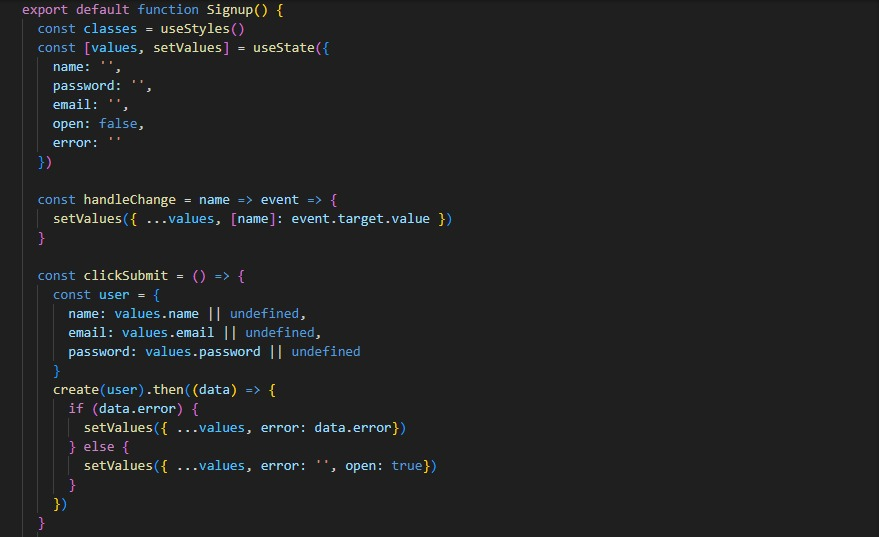 export default function Signup() {
  const classes = useStyles()
  const [values, setValues] = useState({
    name: '',
    password: '',
    email: '',
    open: false,
    error: ''
  })

  const handleChange = name => event => {
    setValues({ ...values, [name]: event.target.value })
  }

  const clickSubmit = () => {
    const user = {
      name: values.name || undefined,
      email: values.email || undefined,
      password: values.password || undefined
    }
    create(user).then((data) => {
      if (data.error) {
        setValues({ ...values, error: data.error})
      } else {
        setValues({ ...values, error: '', open: true})
      }
    })
  }